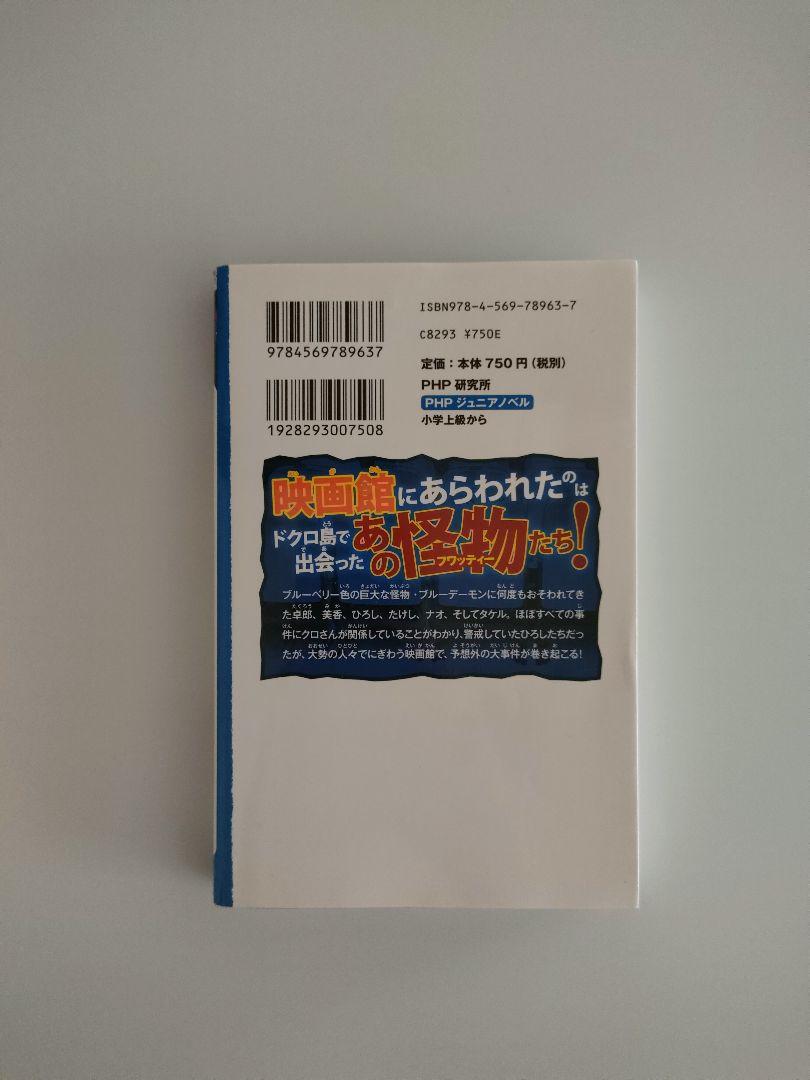 ISBN978-4-569-78963-7
9784569789637
C8293 ¥750E
定価：本体750円（税別）
PHP 研究所
PHP ジュニアノベル
1928293007508
小学上級から
映画館にあらわれたのは
ドクロ島で出会ったあの怪物たち！
フワッティー
ブルーベリー色の巨大な怪物・ブルーデーモンに何度もおそわれてき
た卓郎、美香、ひろし、たけし、ナオ、そしてタケル。ほぼすべての事
件にクロさんが関係していることがわかり、警戒していたひろしたちだっ
たが、大勢の人々でにぎわう映画館で、予想外の大事件が巻き起こる！